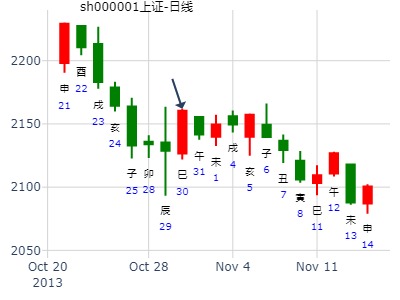 sh000001上证-日线
2200
2150
2100
2050
申
21
酉
22
戌
23
亥
24
子
25
卯
28
辰
29
巳
30
午
31
未
1
戌
4
亥
5
子
6
丑
7
寅
8
巳
11
午
12
未
13
申
14
Oct 20
2013
Oct 28
Nov 4
Nov 11